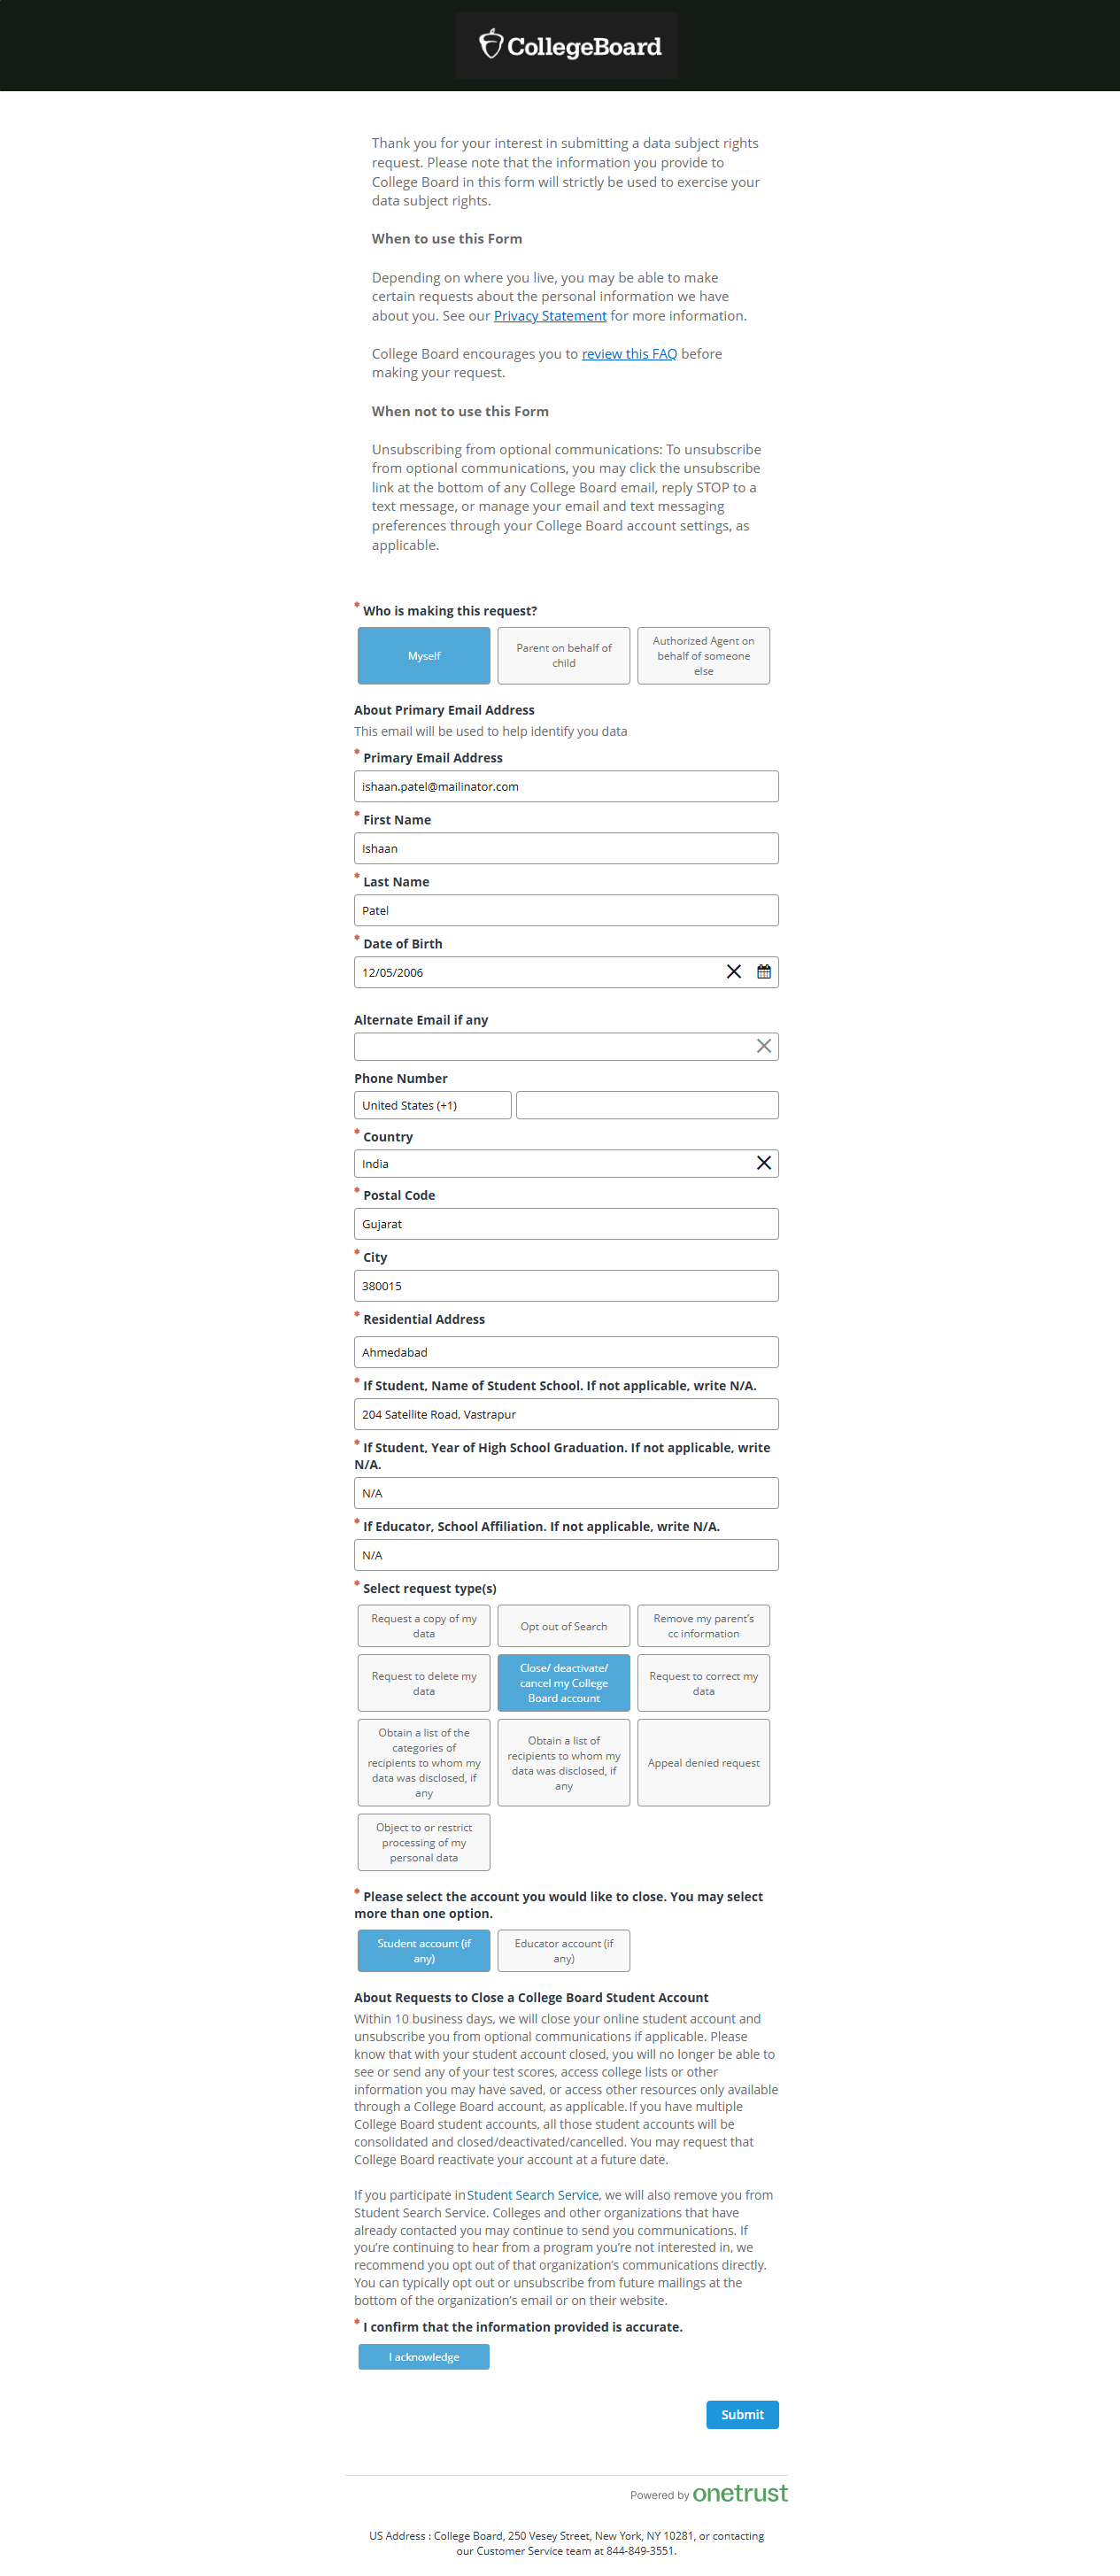 CollegeBoard
Thank you for your interest in submitting a data subject rights
request. Please note that the information you provide to
College Board in this form will strictly be used to exercise your
data subject rights.
When to use this Form
Depending on where you live, you may be able to make
certain requests about the personal information we have
about you. See our Privacy Statement for more information.
College Board encourages you to review this FAQ before
making your request.
When not to use this Form
Unsubscribing from optional communications: To unsubscribe
from optional communications, you may click the unsubscribe
link at the bottom of any College Board email, reply STOP to a
text message, or manage your email and text messaging
preferences through your College Board account settings, as
applicable.
* Who is making this request?
Myself
Parent on behalf of
child
Authorized Agent on
behalf of someone
else
About Primary Email Address
This email will be used to help identify you data
* Primary Email Address
ishaan.patel@mailinator.com
* First Name
Ishaan
* Last Name
Patel
* Date of Birth
12/05/2006
Alternate Email if any
Phone Number
United States (+1)
* Country
India
* Postal Code
Gujarat
* City
380015
* Residential Address
Ahmedabad
* If Student, Name of Student School. If not applicable, write N/A.
204 Satellite Road, Vastrapur
* If Student, Year of High School Graduation. If not applicable, write
N/A.
N/A
* If Educator, School Affiliation. If not applicable, write N/A.
N/A
* Select request type(s)
Request a copy of my
data
Opt out of Search
Remove my parent's
cc information
Request to delete my
data
Close/ deactivate/
cancel my College
Board account
Request to correct my
data
Obtain a list of the
categories of
recipients to whom my
data was disclosed, if
any
Obtain a list of
recipients to whom my
data was disclosed, if
any
Appeal denied request
Object to or restrict
processing of my
personal data
* Please select the account you would like to close. You may select
more than one option.
Student account (if
any)
Educator account (if
any)
About Requests to Close a College Board Student Account
Within 10 business days, we will close your online student account and
unsubscribe you from optional communications if applicable. Please
know that with your student account closed, you will no longer be able to
see or send any of your test scores, access college lists or other
information you may have saved, or access other resources only available
through a College Board account, as applicable. If you have multiple
College Board student accounts, all those student accounts will be
consolidated and closed/deactivated/cancelled. You may request that
College Board reactivate your account at a future date.
If you participate in Student Search Service, we will also remove you from
Student Search Service. Colleges and other organizations that have
already contacted you may continue to send you communications. If
you're continuing to hear from a program you're not interested in, we
recommend you opt out of that organization's communications directly.
You can typically opt out or unsubscribe from future mailings at the
bottom of the organization's email or on their website.
* I confirm that the information provided is accurate.
I acknowledge
Submit
Powered by onetrust
US Address : College Board, 250 Vesey Street, New York, NY 10281, or contacting
our Customer Service team at 844-849-3551.